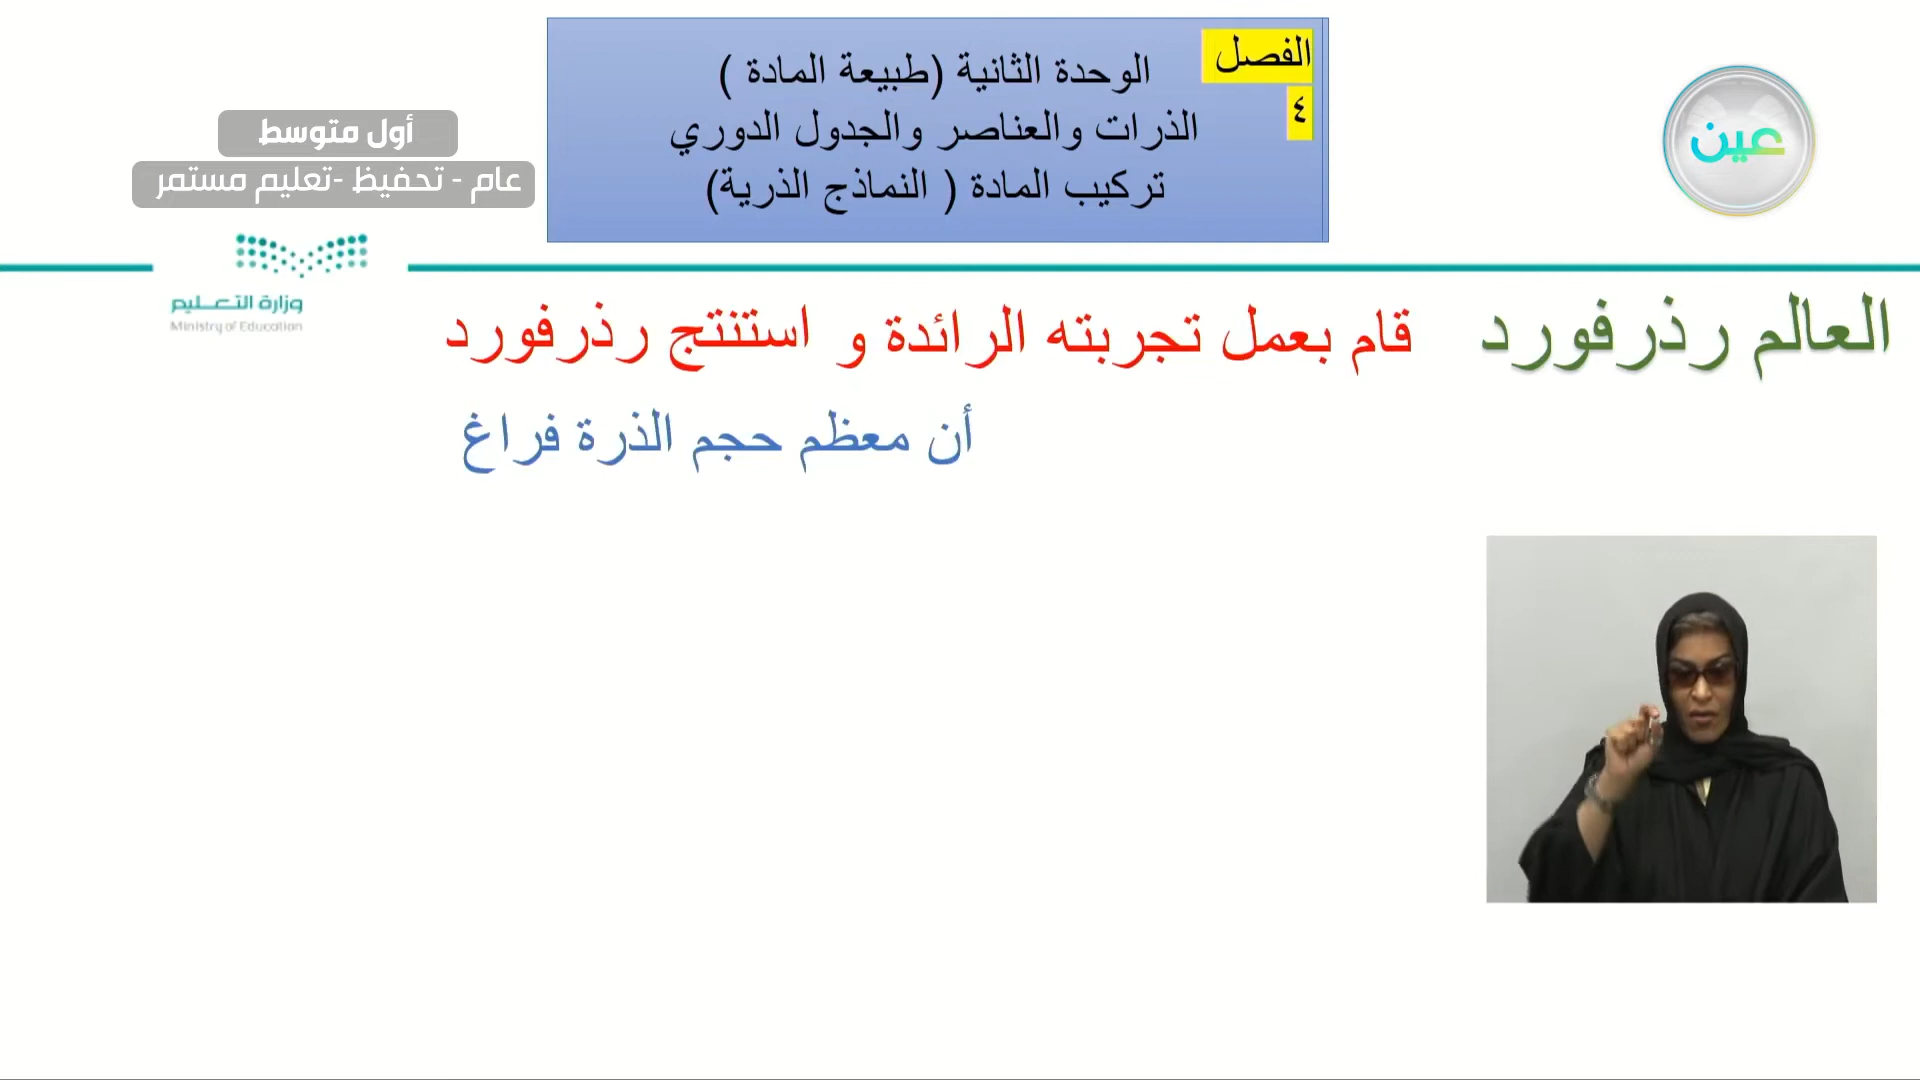 الفصل
٤
الوحدة الثانية (طبيعة المادة )
الذرات والعناصر والجدول الدوري
تركيب المادة ( النماذج الذرية)
عين
أول متوسط
عام - تحفيظ -تعليم مستمر
وزارة التعليم
Ministry of Education
العالم رذرفورد قام بعمل تجربته الرائدة و استنتج رذرفورد
أن معظم حجم الذرة فراغ